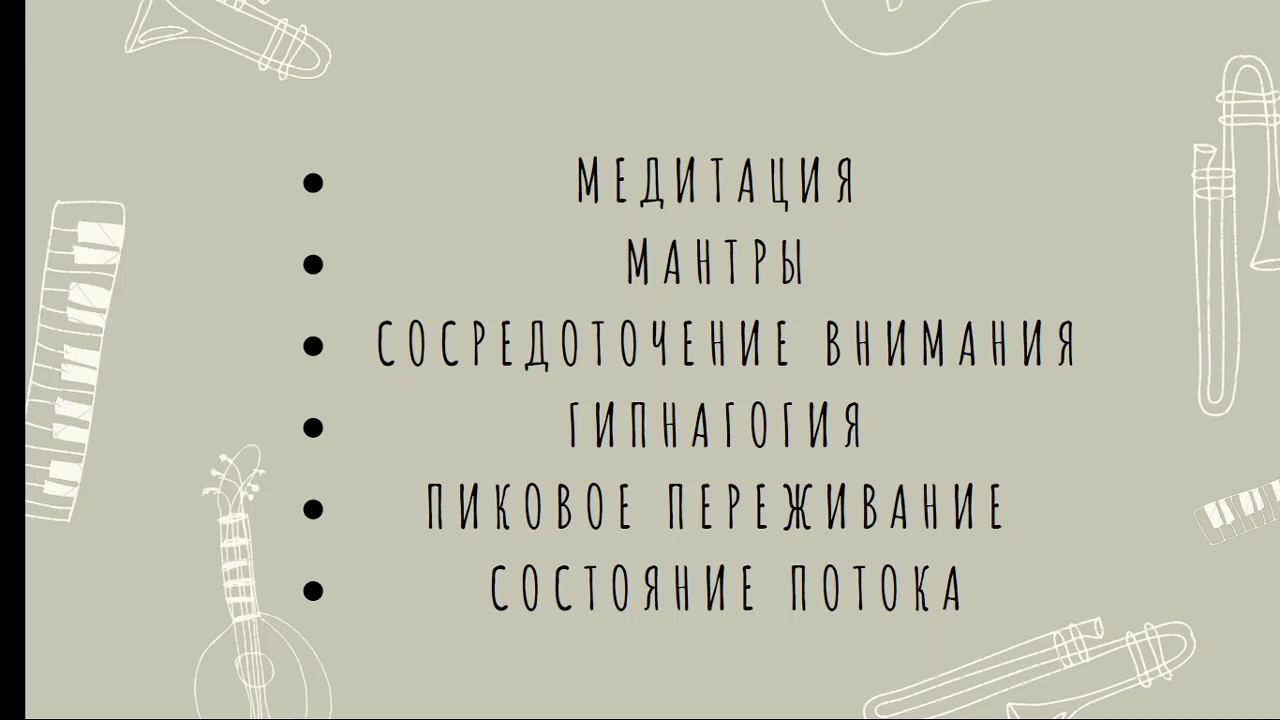 • МЕДИТАЦИЯ
• МАНТРЫ
• СОСРЕДОТОЧЕНИЕ ВНИМАНИЯ
• ГИПНАГОГИЯ
• ПИКОВОЕ ПЕРЕЖИВАНИЕ
• СОСТОЯНИЕ ПОТОКА